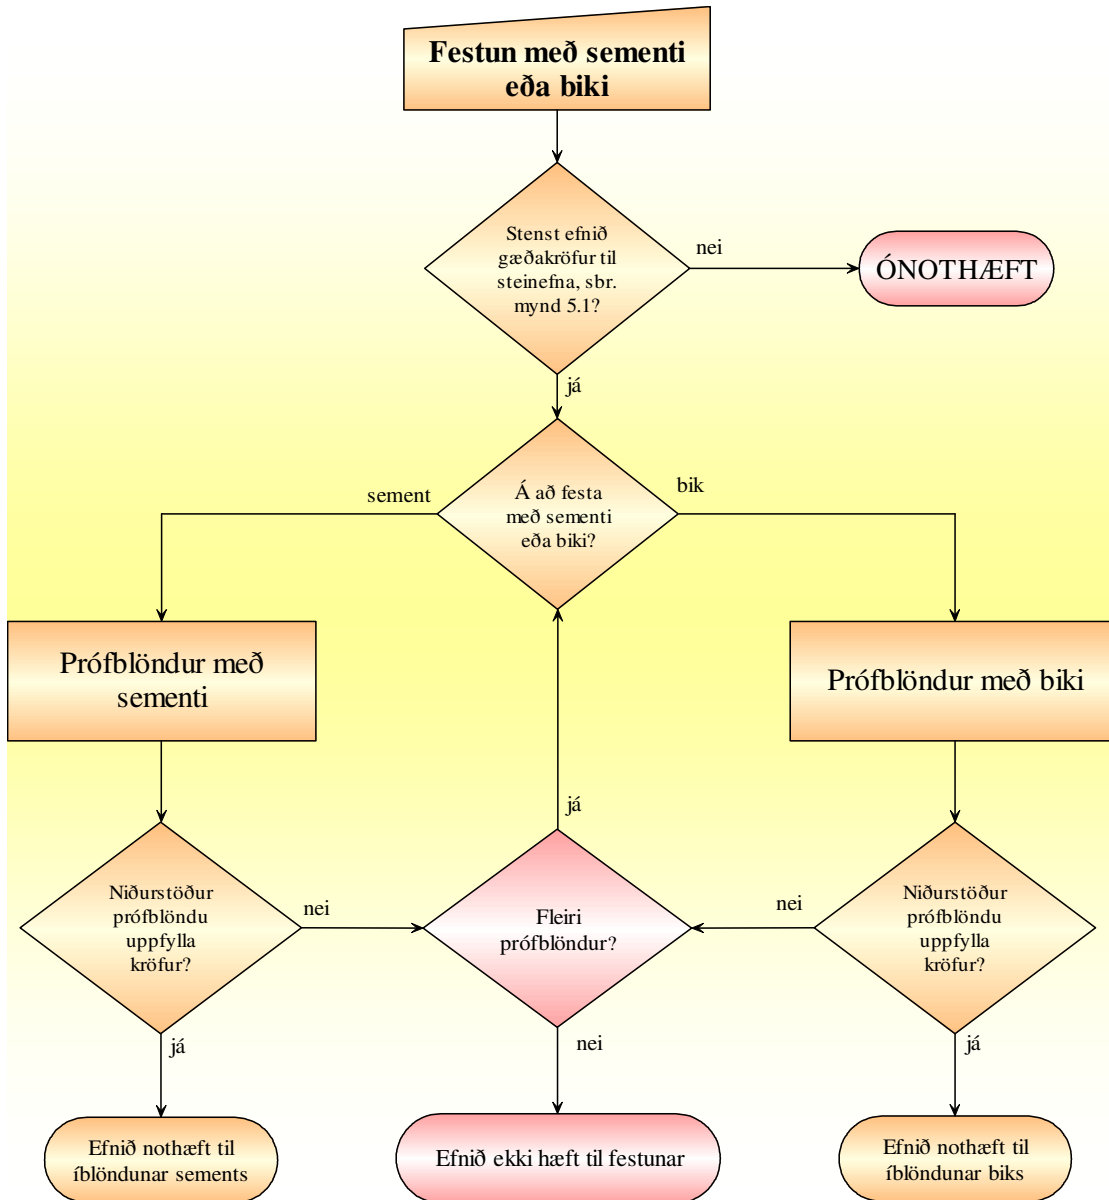 Festun með sementi
eða biki
Stenst efnið
gæðakröfur til
steinefna, sbr.
mynd 5.1?
nei
ÓNOTHÆFT
já
sement
Á að festa
með sementi
eða biki?
bik
Prófblöndur með
sementi
Prófblöndur með biki
já
Niðurstöður
prófblöndu
uppfylla
kröfur?
nei
Fleiri
prófblöndur?
nei
Niðurstöður
prófblöndu
uppfylla
kröfur?
já
nei
já
Efnið nothæft til
íblöndunar sements
Efnið ekki hæft til festunar
Efnið nothæft til
íblöndunar biks